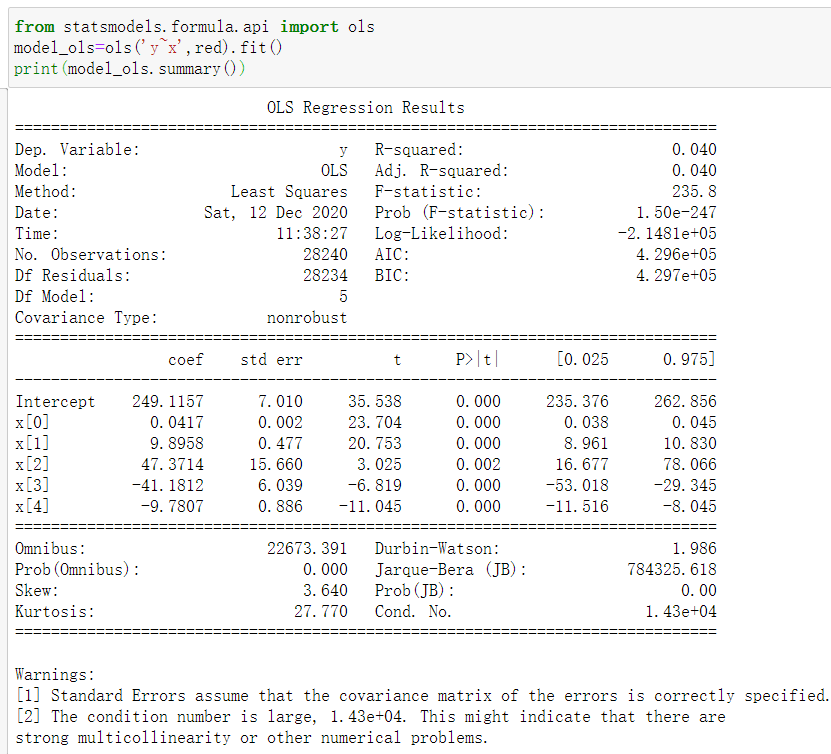 from statsmodels.formula.api import ols
model_ols=ols('y~x',red).fit()
print(model_ols.summary())
OLS Regression Results
==============================================================================
Dep. Variable: y R-squared: 0.040
Model: OLS Adj. R-squared: 0.040
Method: Least Squares F-statistic: 235.8
Date: Sat, 12 Dec 2020 Prob (F-statistic): 1.50e-247
Time: 11:38:27 Log-Likelihood: -2.1481e+05
No. Observations: 28240 AIC: 4.296e+05
Df Residuals: 28234 BIC: 4.297e+05
Df Model: 5
Covariance Type: nonrobust
==============================================================================
coef std err t P>|t| [0.025 0.975]
------------------------------------------------------------------------------
Intercept 249.1157 7.010 35.538 0.000 235.376 262.856
x[0] 0.0417 0.002 23.704 0.000 0.038 0.045
x[1] 9.8958 0.477 20.753 0.000 8.961 10.830
x[2] 47.3714 15.660 3.025 0.002 16.677 78.066
x[3] -41.1812 6.039 -6.819 0.000 -53.018 -29.345
x[4] -9.7807 0.886 -11.045 0.000 -11.516 -8.045
==============================================================================
Omnibus: 22673.391 Durbin-Watson: 1.986
Prob(Omnibus): 0.000 Jarque-Bera (JB): 784325.618
Skew: 3.640 Prob(JB): 0.00
Kurtosis: 27.770 Cond. No. 1.43e+04
==============================================================================
Warnings:
[1] Standard Errors assume that the covariance matrix of the errors is correctly specified.
[2] The condition number is large, 1.43e+04. This might indicate that there are
strong multicollinearity or other numerical problems.